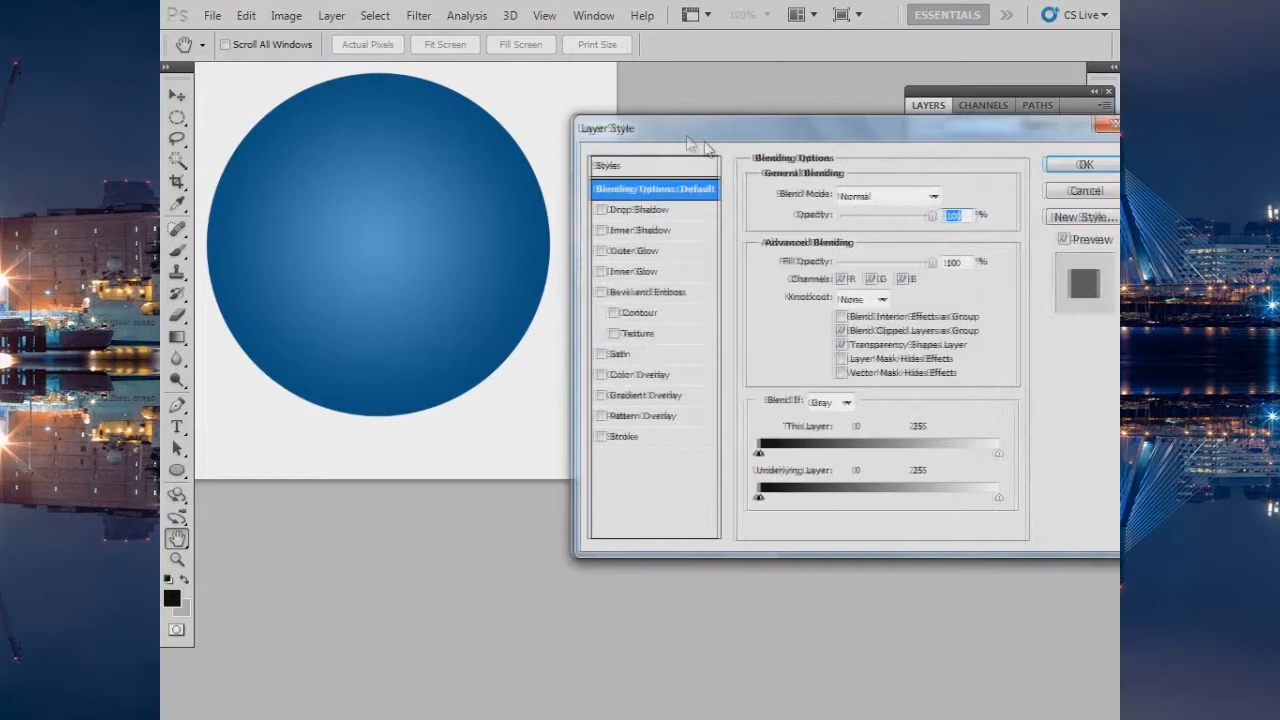 Ps File Edit Image Layer Select Filter Analysis 3D View Window Help 100% ESSENTIALS CS Live
Scroll All Windows Actual Pixels Fit Screen Fill Screen Print Size
LAYERS CHANNELS PATHS
Layer Style
Styles
Blending Options: Default
Drop Shadow
Inner Shadow
Outer Glow
Inner Glow
Bevel and Emboss
Contour
Texture
Satin
Color Overlay
Gradient Overlay
Pattern Overlay
Stroke
Blending Options
General Blending
Blend Mode: Normal
Opacity: 100 %
Advanced Blending
Fill Opacity: 100 %
Channels: R G B
Knockout: None
Blend Interior Effects as Group
Blend Clipped Layers as Group
Transparency Shapes Layer
Layer Mask Hides Effects
Vector Mask Hides Effects
Blend If: Gray
This Layer: 0 255
Underlying Layer: 0 255
OK
Cancel
New Style...
Preview
T